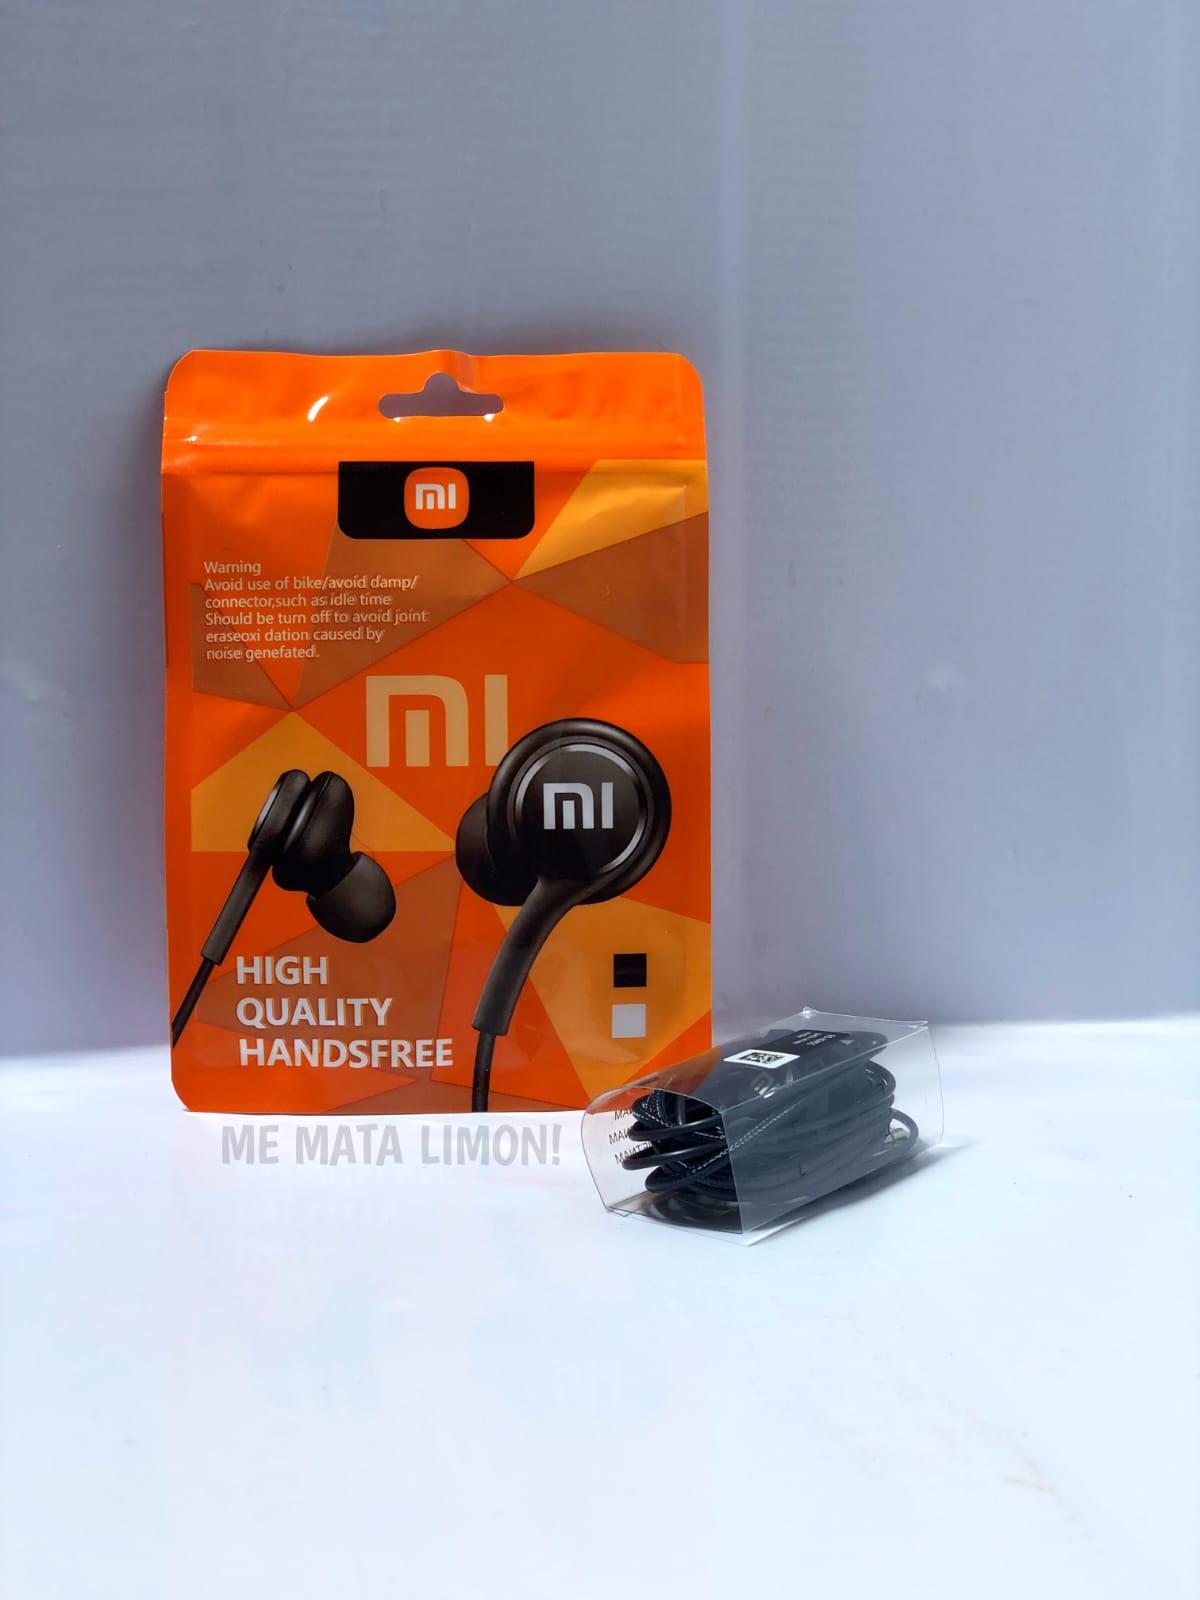 mi
Warning
Avoid use of bike/avoid damp/
connector,such as idle time
Should be turn off to avoid joint
eraseoxi dation caused by
noise genefated.
mi
mi
HIGH
QUALITY
HANDSFREE
ME MATA LIMON!